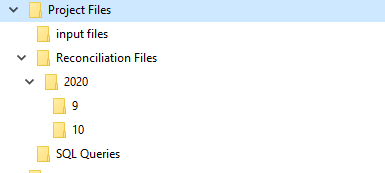 Project Files
input files
Reconciliation Files
2020
9
10
SQL Queries